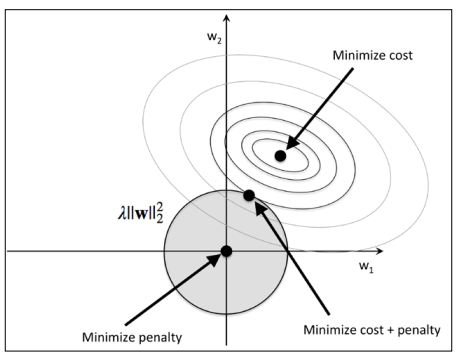 w₂
Minimize cost
λ||𝐰||₂²
w₁
Minimize cost + penalty
Minimize penalty